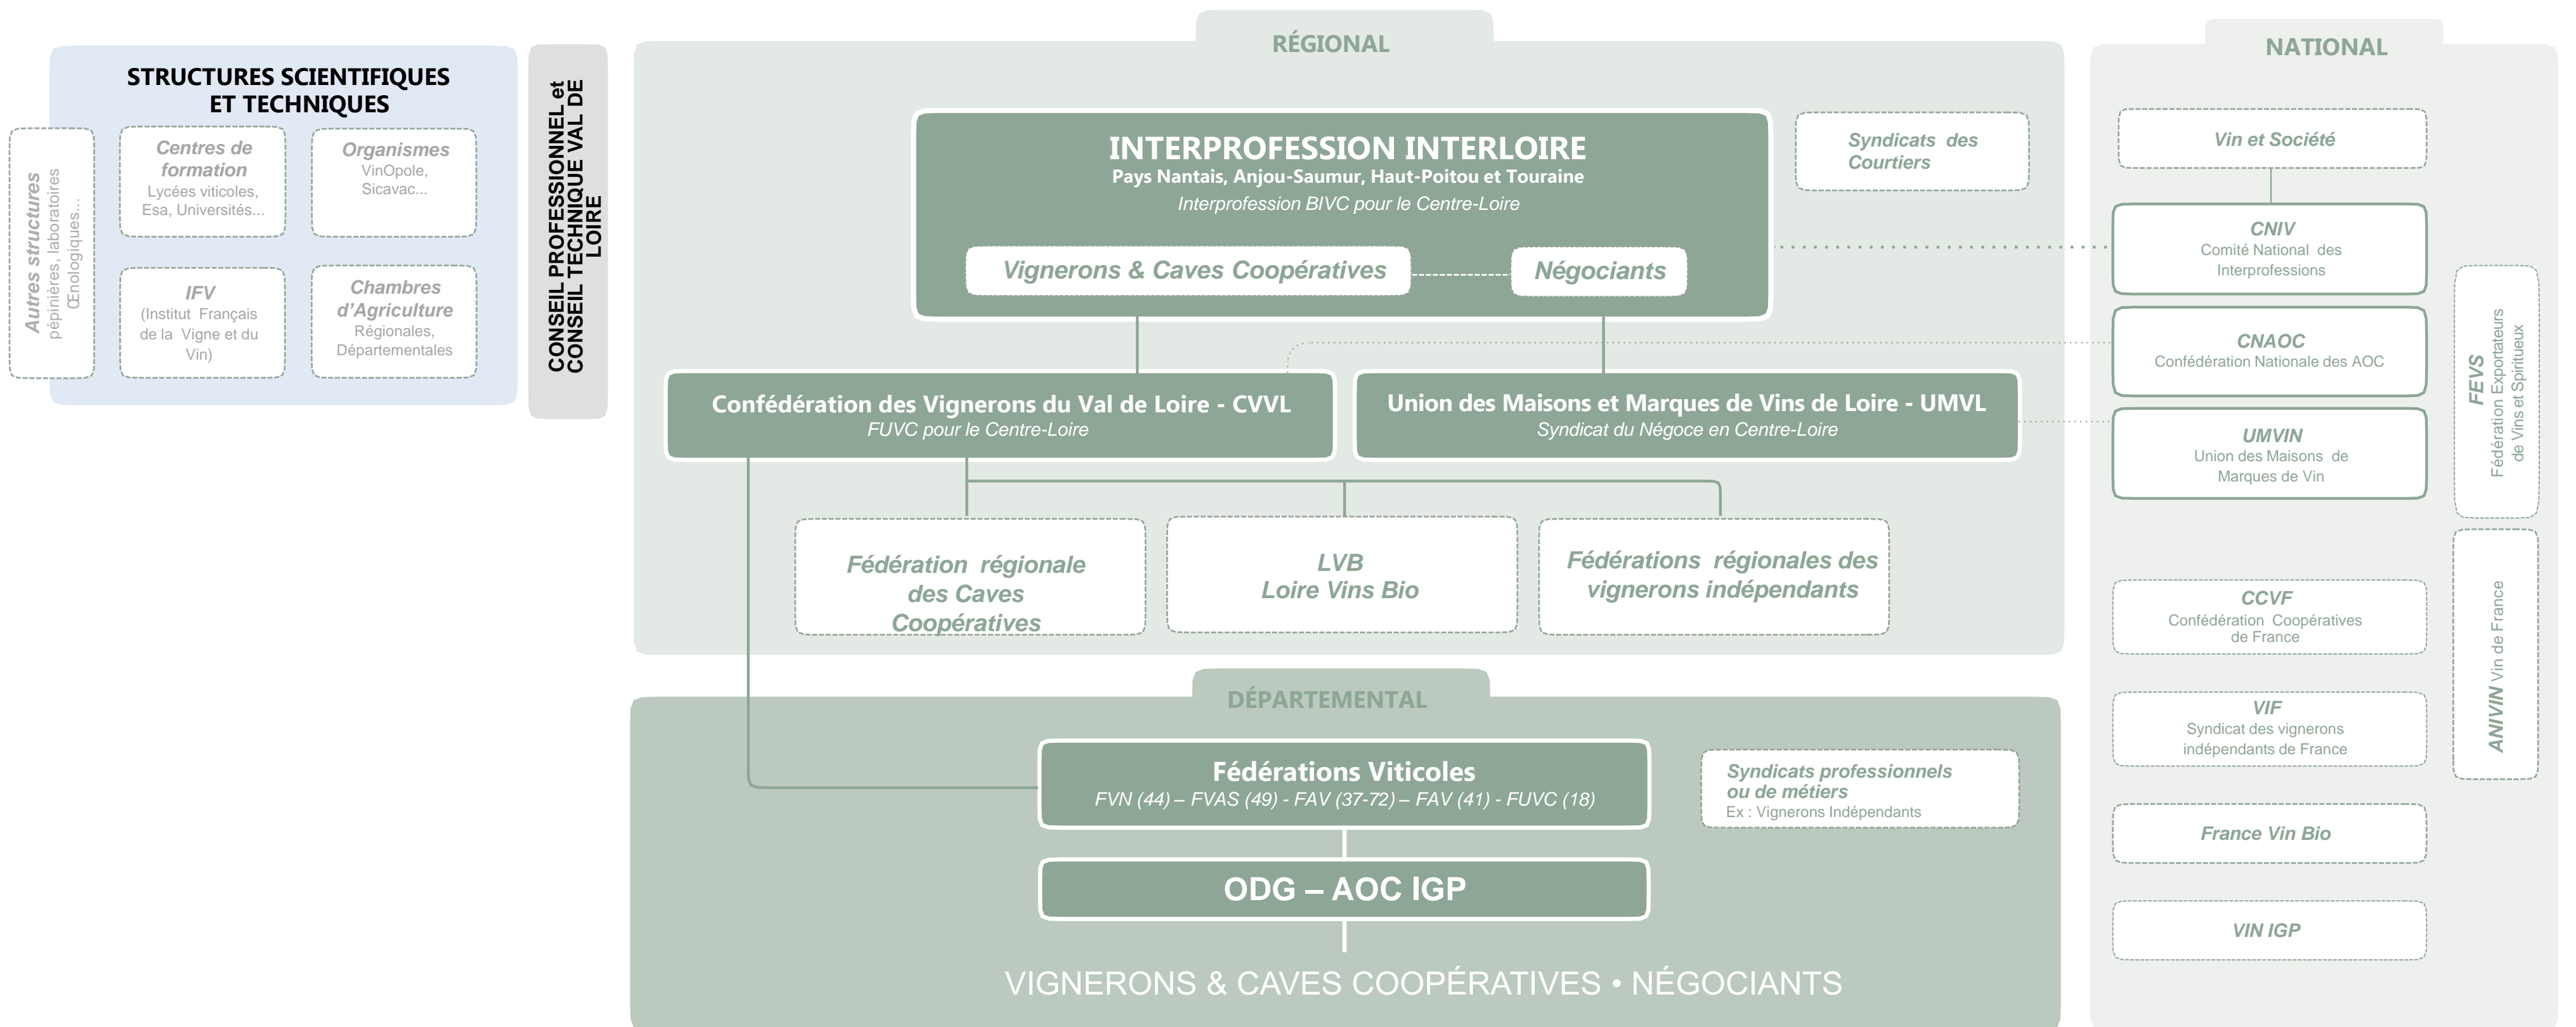 STRUCTURES SCIENTIFIQUES
ET TECHNIQUES
Autres structures
pépinières, laboratoires
Œnologiques...
Centres de
formation
Lycées viticoles,
Esa, Universités...
Organismes
VinOpole,
Sicavac...
IFV
(Institut Français
de la Vigne et du
Vin)
Chambres
d’Agriculture
Régionales,
Départementales
CONSEIL PROFESSIONNEL et
CONSEIL TECHNIQUE VAL DE
LOIRE
RÉGIONAL
INTERPROFESSION INTERLOIRE
Pays Nantais, Anjou-Saumur, Haut-Poitou et Touraine
Interprofession BIVC pour le Centre-Loire
Vignerons & Caves Coopératives
Négociants
Syndicats des
Courtiers
Confédération des Vignerons du Val de Loire - CVVL
FUVC pour le Centre-Loire
Union des Maisons et Marques de Vins de Loire - UMVL
Syndicat du Négoce en Centre-Loire
Fédération régionale
des Caves
Coopératives
LVB
Loire Vins Bio
Fédérations régionales des
vignerons indépendants
DÉPARTEMENTAL
Fédérations Viticoles
FVN (44) – FVAS (49) - FAV (37-72) – FAV (41) - FUVC (18)
Syndicats professionnels
ou de métiers
Ex : Vignerons Indépendants
ODG – AOC IGP
VIGNERONS & CAVES COOPÉRATIVES • NÉGOCIANTS
NATIONAL
Vin et Société
CNIV
Comité National des
Interprofessions
CNAOC
Confédération Nationale des AOC
UMVIN
Union des Maisons de
Marques de Vin
FEVS
Fédération Exportateurs
de Vins et Spiritueux
CCVF
Confédération Coopératives
de France
VIF
Syndicat des vignerons
indépendants de France
ANIVIN Vin de France
France Vin Bio
VIN IGP